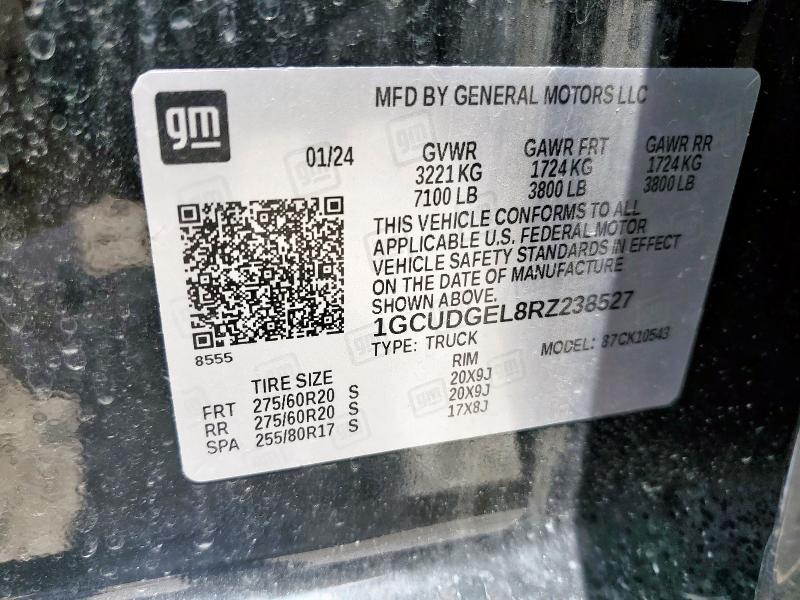 gm
MFD BY GENERAL MOTORS LLC
01/24
GVWR GAWR FRT GAWR RR
3221 KG 1724 KG 1724 KG
7100 LB 3800 LB 3800 LB
THIS VEHICLE CONFORMS TO ALL
APPLICABLE U.S. FEDERAL MOTOR
VEHICLE SAFETY STANDARDS IN EFFECT
ON THE DATE OF MANUFACTURE
SHOWN ABOVE.
1GCUDGEL8RZ238527
8555
TYPE: TRUCK MODEL: 87CK10543
TIRE SIZE RIM
FRT 275/60R20 S 20X9J
RR 275/60R20 S 20X9J
SPA 255/80R17 S 17X8J